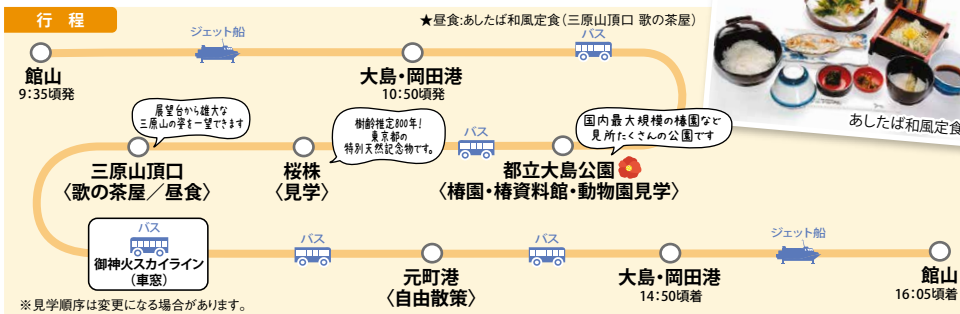 行程
★昼食:あしたば和風定食(三原山頂口 歌の茶屋)
ジェット船
バス
館山
9:35頃発
大島・岡田港
10:50頃発
あしたば和風定食
展望台から雄大な
三原山の姿を一望できます
樹齢推定800年!
東京都の
特別天然記念物です。
バス
国内最大規模の椿園など
見所たくさんの公園です
三原山頂口
〈歌の茶屋/昼食〉
桜株
〈見学〉
都立大島公園
〈椿園・椿資料館・動物園見学〉
バス
御神火スカイライン
(車窓)
バス
バス
ジェット船
元町港
〈自由散策〉
大島・岡田港
14:50頃着
館山
16:05頃着
※見学順序は変更になる場合があります。